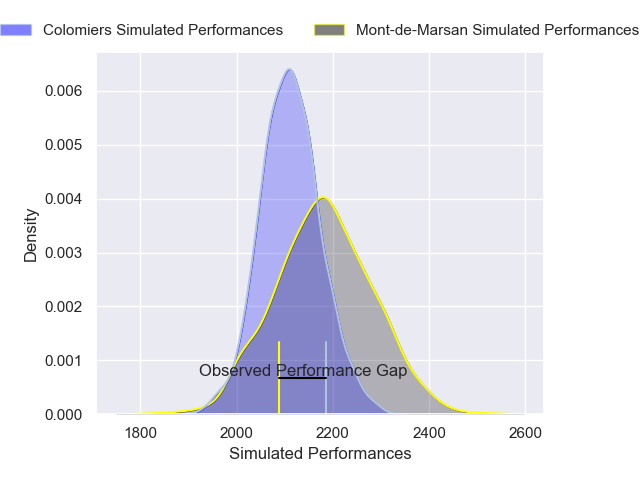 Colomiers Simulated Performances
Mont-de-Marsan Simulated Performances
0.006
0.005
0.004
0.003
0.002
0.001
0.000
Density
Observed Performance Gap
1800 2000 2200 2400 2600
Simulated Performances